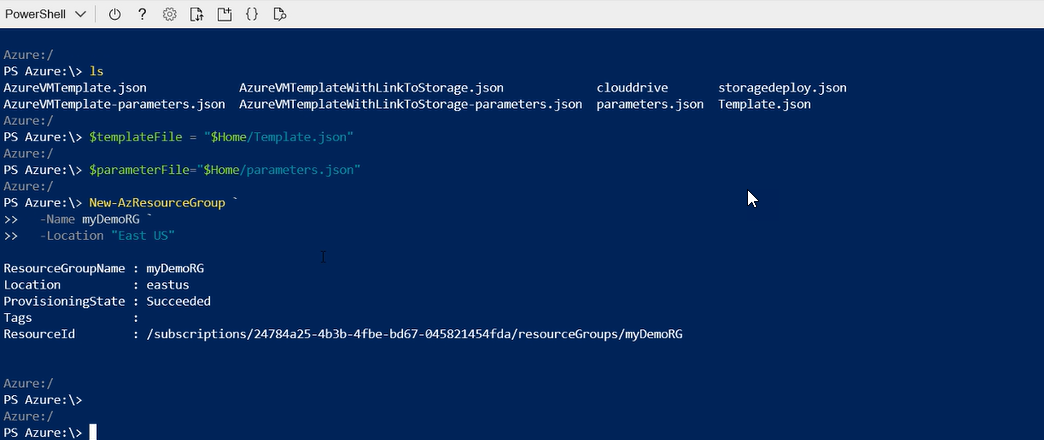 PowerShell
Azure:/
PS Azure:\> ls
AzureVMTemplate.json AzureVMTemplateWithLinkToStorage.json clouddrive storagedeploy.json
AzureVMTemplate-parameters.json AzureVMTemplateWithLinkToStorage-parameters.json parameters.json Template.json
Azure:/
PS Azure:\> $templateFile = "$Home/Template.json"
Azure:/
PS Azure:\> $parameterFile="$Home/parameters.json"
Azure:/
PS Azure:\> New-AzResourceGroup `
>> -Name myDemoRG `
>> -Location "East US"
ResourceGroupName : myDemoRG
Location : eastus
ProvisioningState : Succeeded
Tags :
ResourceId : /subscriptions/24784a25-4b3b-4fbe-bd67-045821454fda/resourceGroups/myDemoRG
Azure:/
PS Azure:\>
Azure:/
PS Azure:\>